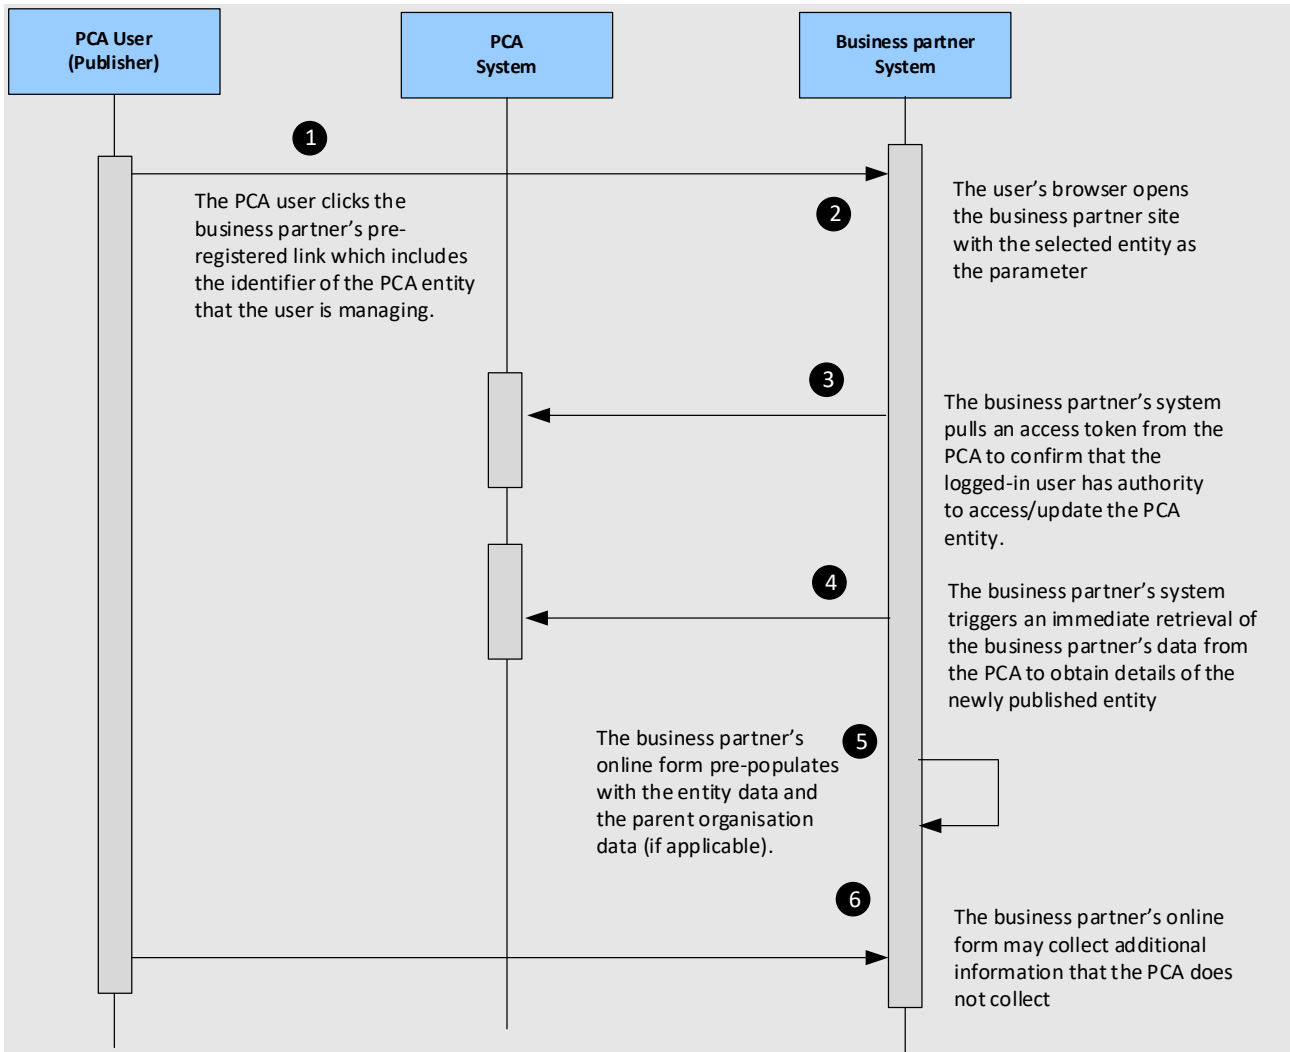 PCA User
(Publisher)
PCA
System
Business partner
System
1
The PCA user clicks the
business partner's pre-
registered link which includes
the identifier of the PCA entity
that the user is managing.
2
The user's browser opens
the business partner site
with the selected entity as
the parameter
3
The business partner's system
pulls an access token from the
PCA to confirm that the
logged-in user has authority
to access/update the PCA
entity.
4
The business partner's system
triggers an immediate retrieval of
the business partner's data from
the PCA to obtain details of the
newly published entity
5
The business partner's
online form pre-populates
with the entity data and
the parent organisation
data (if applicable).
6
The business partner's online
form may collect additional
information that the PCA does
not collect